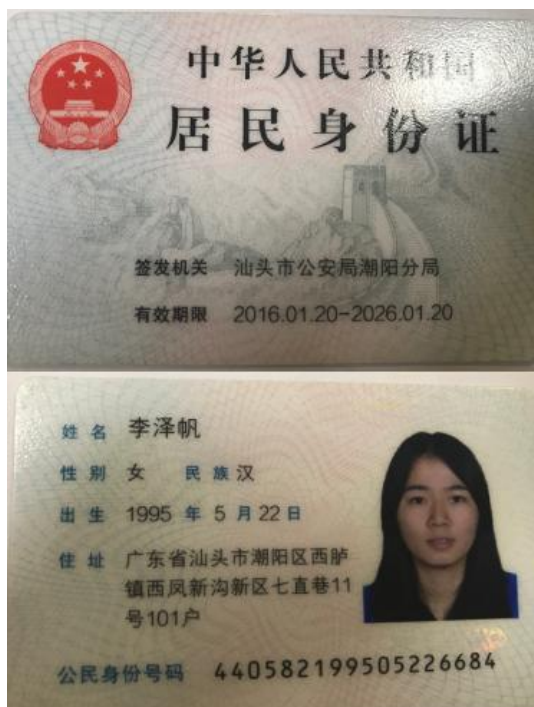 中华人民共和国
居民身份证
签发机关 汕头市公安局潮阳分局
有效期限 2016.01.20-2026.01.20
姓名 李泽帆
性别 女 民族 汉
出生 1995 年 5 月 22 日
住址 广东省汕头市潮阳区西胪
镇西凤新沟新区七直巷11
号101户
公民身份号码 440582199505226684